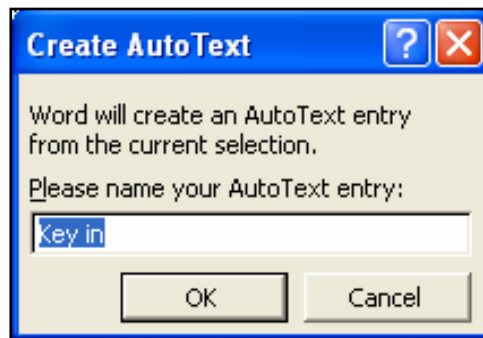 Create AutoText
Word will create an AutoText entry
from the current selection.
Please name your AutoText entry:
Key in
OK Cancel